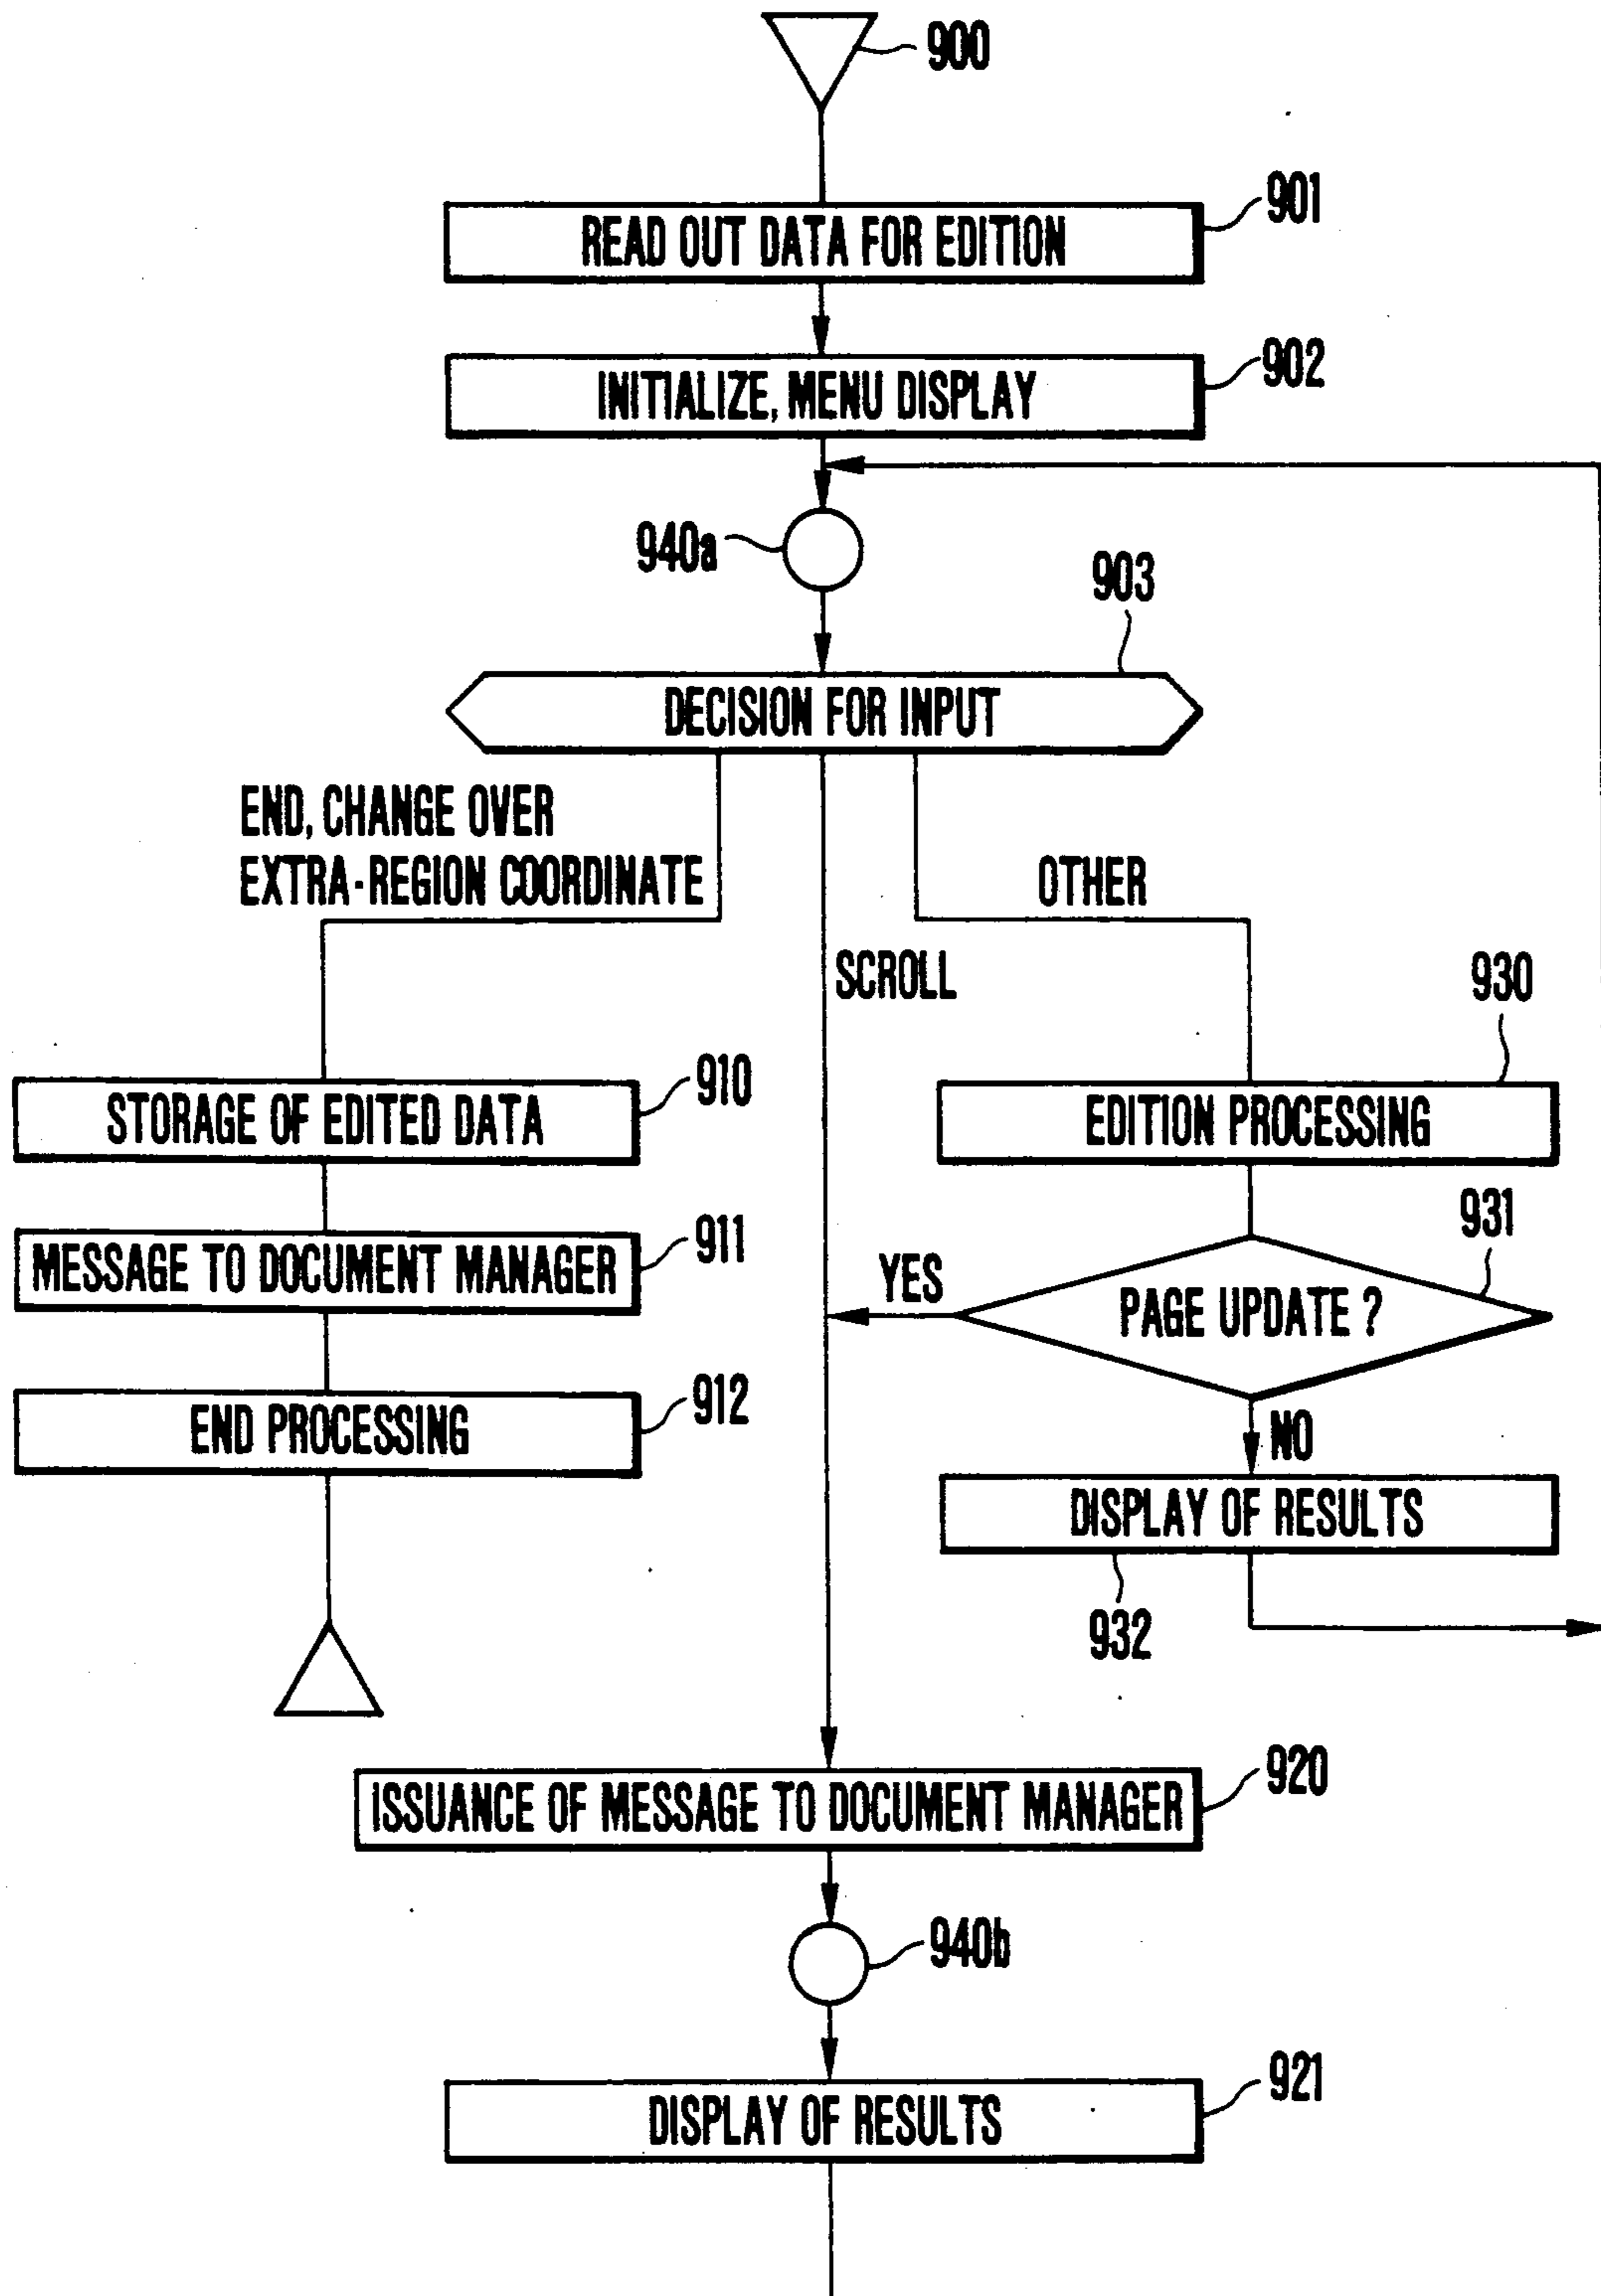 900
901
READ OUT DATA FOR EDITION
902
INITIALIZE, MENU DISPLAY
940a
903
DECISION FOR INPUT
END, CHANGE OVER
EXTRA-REGION COORDINATE
OTHER
SCROLL
930
910
STORAGE OF EDITED DATA
EDITION PROCESSING
931
911
MESSAGE TO DOCUMENT MANAGER
YES
PAGE UPDATE ?
912
END PROCESSING
NO
DISPLAY OF RESULTS
932
920
ISSUANCE OF MESSAGE TO DOCUMENT MANAGER
940b
921
DISPLAY OF RESULTS